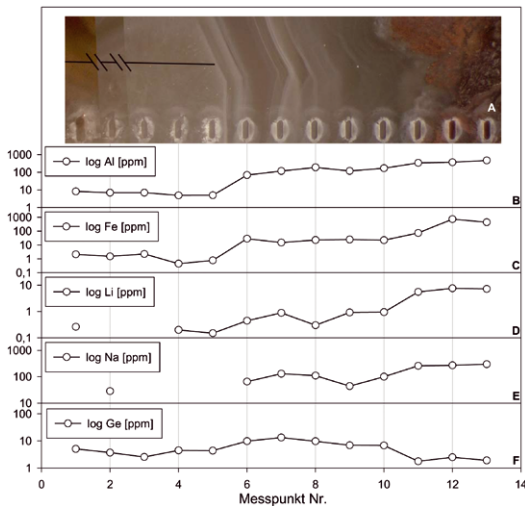 A
1000
100
10
1
log Al [ppm]
B
1000
100
10
1
0,1
log Fe [ppm]
C
10
1
0,1
log Li [ppm]
D
1000
100
10
log Na [ppm]
E
100
10
1
log Ge [ppm]
F
0 2 4 6 8 10 12 14
Messpunkt Nr.